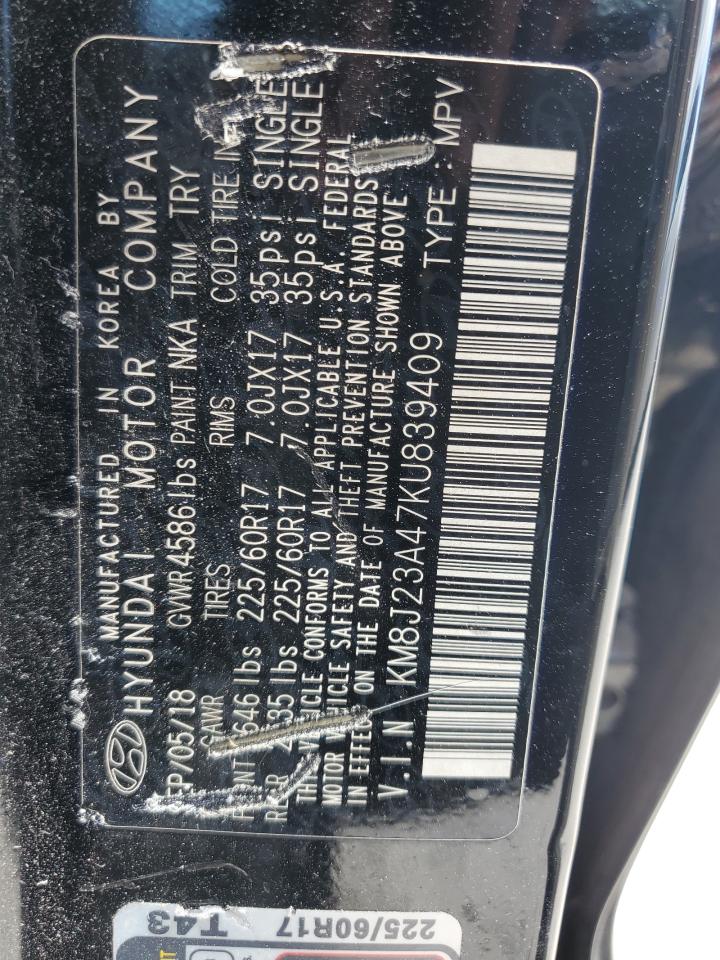 MANUFACTURED IN KOREA BY
HYUNDAI MOTOR COMPANY
EP/05/18 GVWR 4586lbs PAINT NKA TRIM TRY
GAWR TIRES RIMS COLD TIRE IN
646 lbs 225/60R17 7.0JX17 35psi SINGLE
35 lbs 225/60R17 7.0JX17 35psi SINGLE
CONFORMS TO ALL APPLICABLE U.S.A. FEDERAL
MOTOR VEHICLE SAFETY AND THEFT PREVENTION STANDARDS
IN EFFECT ON THE DATE OF MANUFACTURE SHOWN ABOVE
V.I.N KM8J23A47KU839409 TYPE : MPV
225/60R17
T43